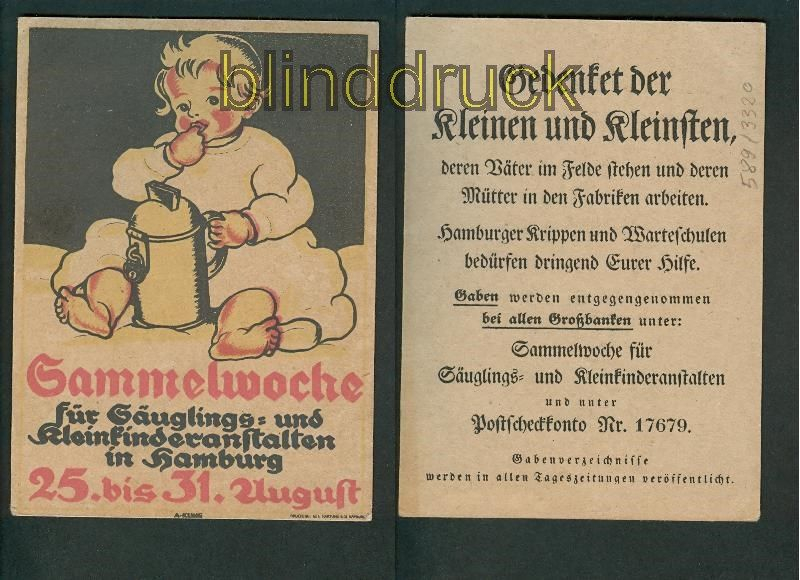 blinddruck
Sammelwoche
für Säuglings- und
Kleinkinderanstalten
in Hamburg
25. bis 31. August
Gedenket der
Kleinen und Kleinsten,
deren Väter im Felde stehen und deren
Mütter in den Fabriken arbeiten.
Hamburger Krippen und Warteschulen
bedürfen dringend Eurer Hilfe.
Gaben werden entgegengenommen
bei allen Großbanken unter:
Sammelwoche für
Säuglings- und Kleinkinderanstalten
und unter
Postscheckkonto Nr. 17679.
Gabenverzeichnisse
werden in allen Tageszeitungen veröffentlicht.
589/3320